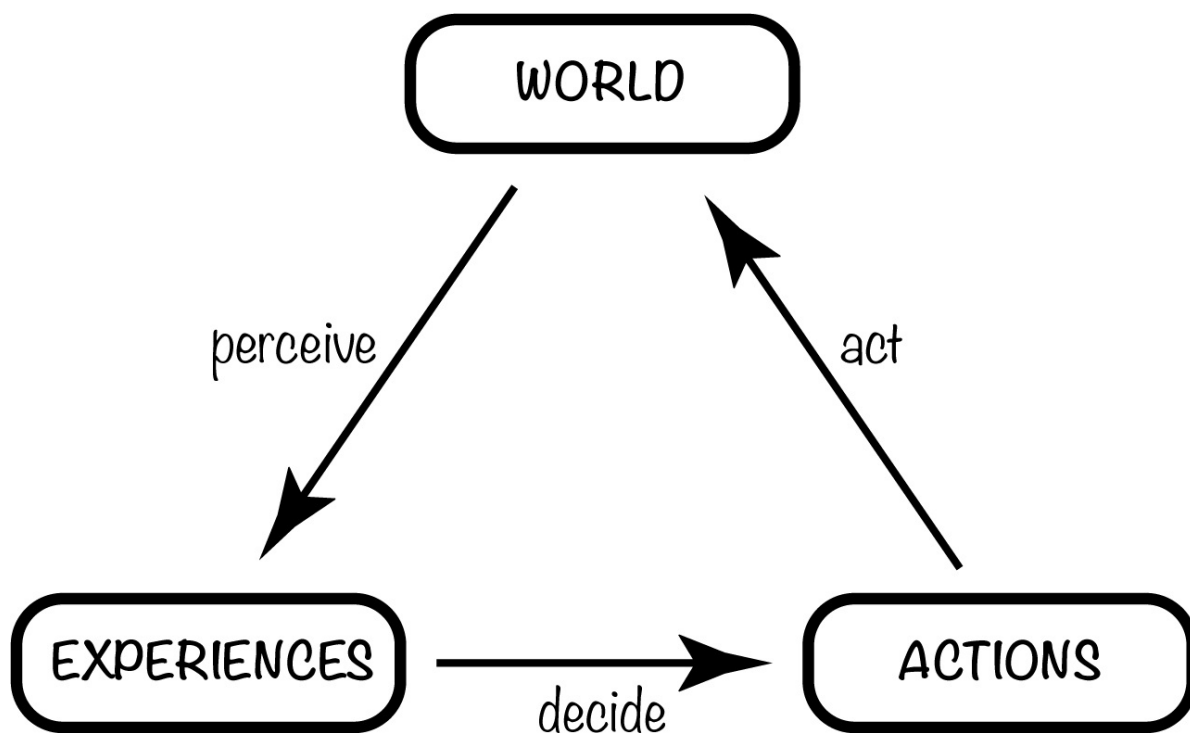 WORLD
perceive
act
EXPERIENCES
decide
ACTIONS